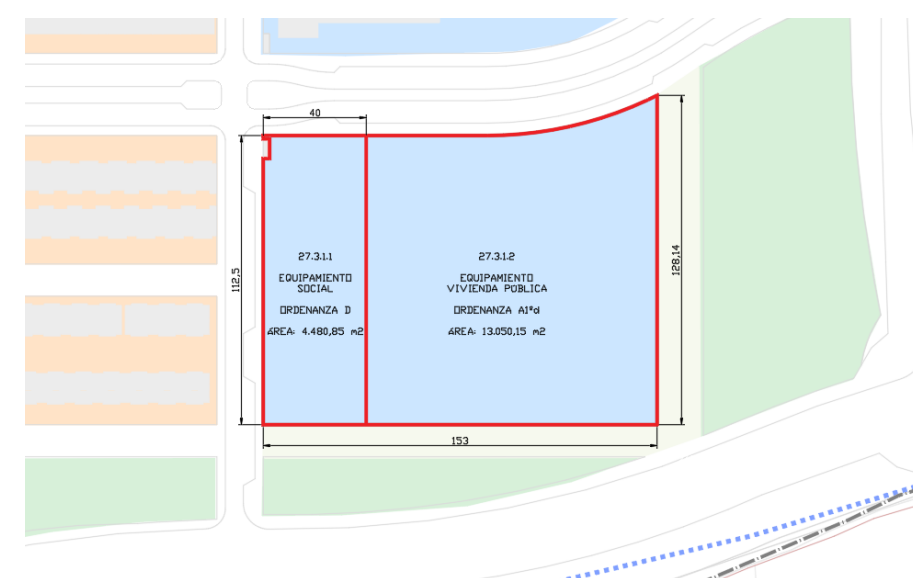 40
27.3.1.1
EQUIPAMIENTO
SOCIAL
ORDENANZA D
ÁREA: 4.480,85 m2
27.3.1.2
EQUIPAMIENTO
VIVIENDA PÚBLICA
ORDENANZA A1ªd
ÁREA: 13.050,15 m2
112,5
128,14
153